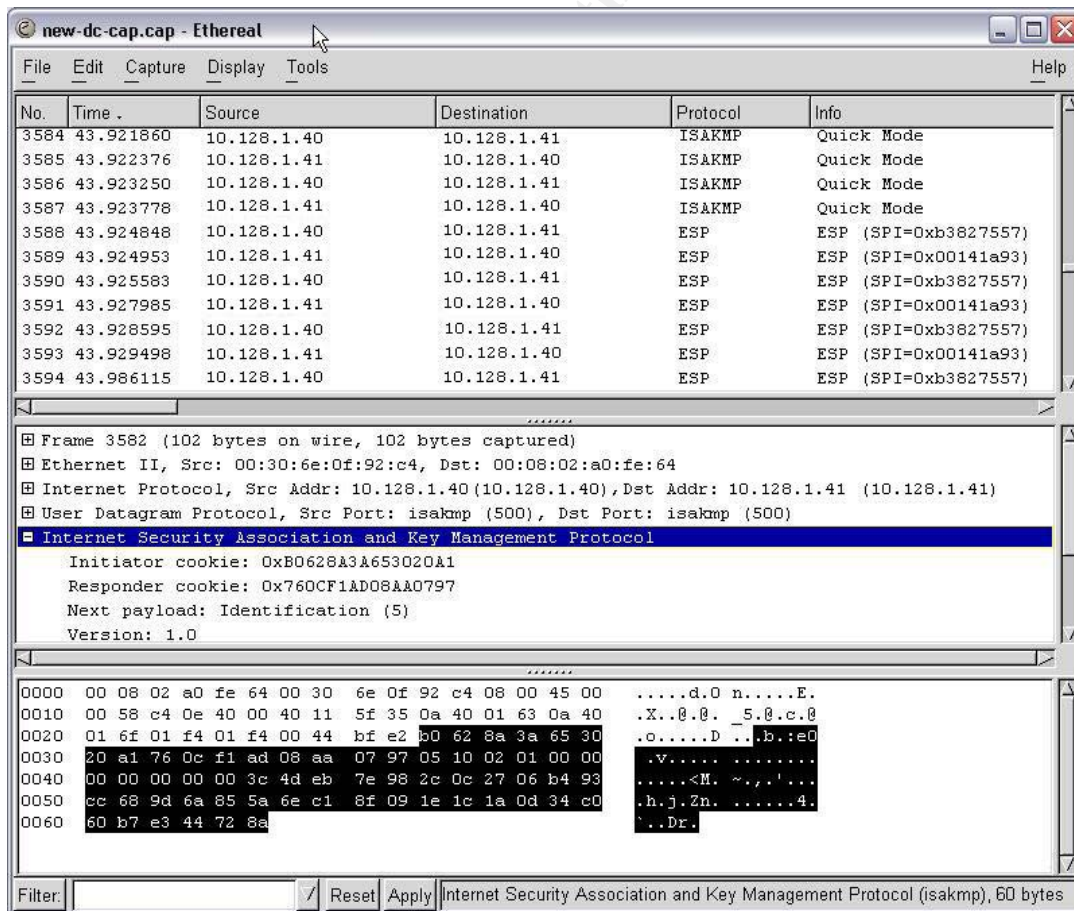 new-dc-cap.cap - Ethereal
File Edit Capture Display Tools Help
No. Time . Source Destination Protocol Info
3584 43.921860 10.128.1.40 10.128.1.41 ISAKMP Quick Mode
3585 43.922376 10.128.1.41 10.128.1.40 ISAKMP Quick Mode
3586 43.923250 10.128.1.40 10.128.1.41 ISAKMP Quick Mode
3587 43.923778 10.128.1.41 10.128.1.40 ISAKMP Quick Mode
3588 43.924848 10.128.1.40 10.128.1.41 ESP ESP (SPI=0xb3827557)
3589 43.924953 10.128.1.41 10.128.1.40 ESP ESP (SPI=0x00141a93)
3590 43.925583 10.128.1.40 10.128.1.41 ESP ESP (SPI=0xb3827557)
3591 43.927985 10.128.1.41 10.128.1.40 ESP ESP (SPI=0x00141a93)
3592 43.928595 10.128.1.40 10.128.1.41 ESP ESP (SPI=0xb3827557)
3593 43.929498 10.128.1.41 10.128.1.40 ESP ESP (SPI=0x00141a93)
3594 43.986115 10.128.1.40 10.128.1.41 ESP ESP (SPI=0xb3827557)
Frame 3582 (102 bytes on wire, 102 bytes captured)
Ethernet II, Src: 00:30:6e:0f:92:c4, Dst: 00:08:02:a0:fe:64
Internet Protocol, Src Addr: 10.128.1.40(10.128.1.40),Dst Addr: 10.128.1.41 (10.128.1.41)
User Datagram Protocol, Src Port: isakmp (500), Dst Port: isakmp (500)
Internet Security Association and Key Management Protocol
Initiator cookie: 0xB0628A3A653020A1
Responder cookie: 0x760CF1AD08AA0797
Next payload: Identification (5)
Version: 1.0
0000 00 08 02 a0 fe 64 00 30 6e 0f 92 c4 08 00 45 00 .....d.0 n.....E.
0010 00 58 c4 0e 40 00 40 11 5f 35 0a 40 01 63 0a 40 .X..@.@. _5.@.c.@
0020 01 6f 01 f4 01 f4 00 44 bf e2 b0 62 8a 3a 65 30 .o.....D ...b.:e0
0030 20 a1 76 0c f1 ad 08 aa 07 97 05 10 02 01 00 00 .v..... ........
0040 00 00 00 00 00 3c 4d eb 7e 98 2c 0c 27 06 b4 93 .....<M. ~.,.'...
0050 cc 68 9d 6a 85 5a 6e c1 8f 09 1e 1c 1a 0d 34 c0 .h.j.Zn. ......4.
0060 60 b7 e3 44 72 8a `..Dr.
Filter: Reset Apply Internet Security Association and Key Management Protocol (isakmp), 60 bytes